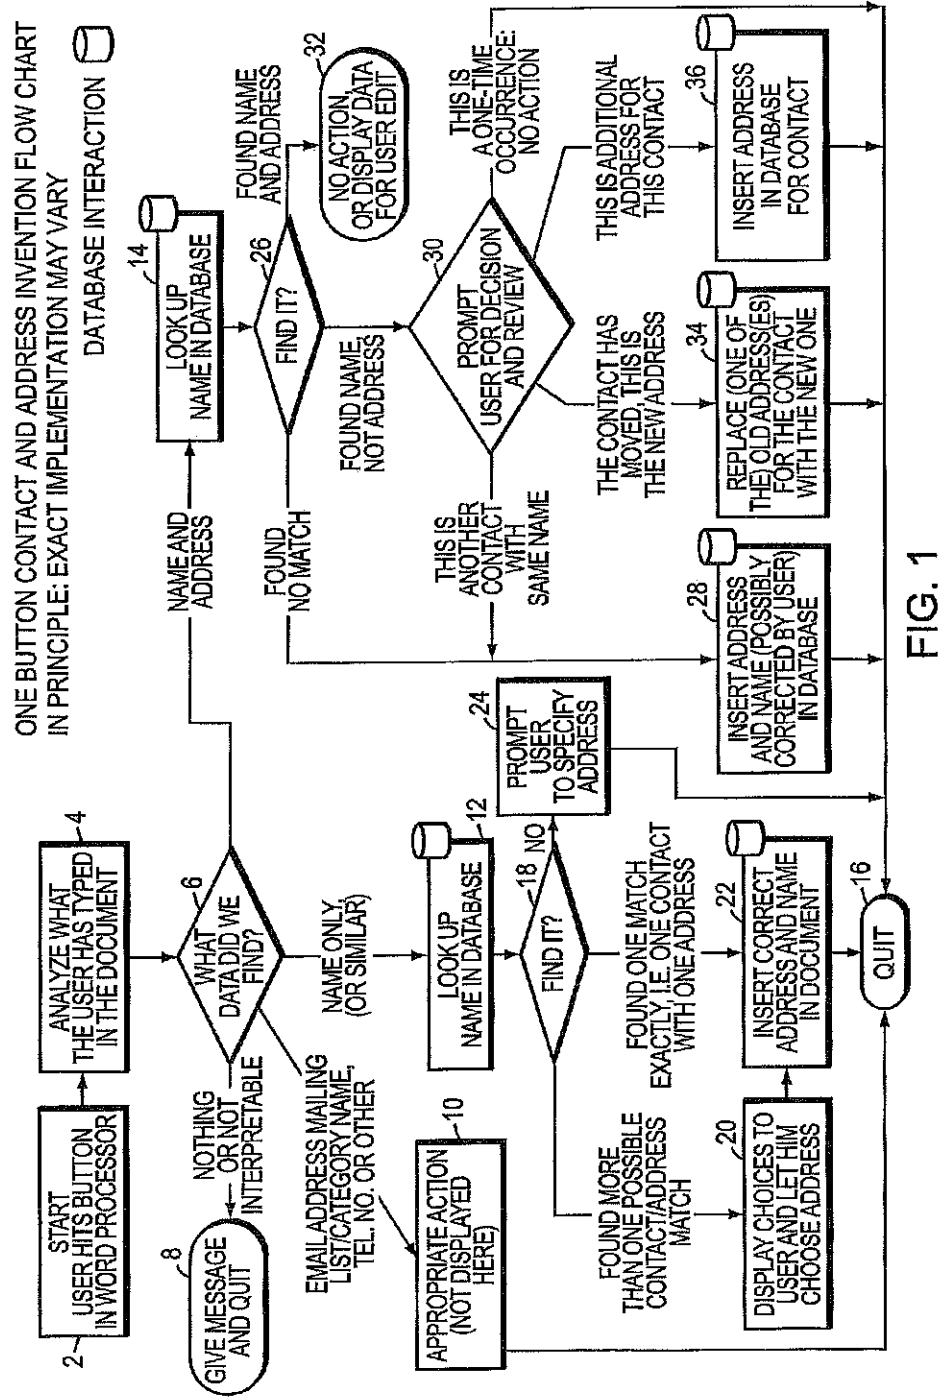 ONE BUTTON CONTACT AND ADDRESS INVENTION FLOW CHART
IN PRINCIPLE: EXACT IMPLEMENTATION MAY VARY
DATABASE INTERACTION
2
START
USER HITS BUTTON
IN WORD PROCESSOR
4
ANALYZE WHAT
THE USER HAS TYPED
IN THE DOCUMENT
6
WHAT
DATA DID WE
FIND?
NOTHING
OR NOT
INTERPRETABLE
8
GIVE MESSAGE
AND QUIT
EMAIL ADDRESS MAILING
LIST/CATEGORY NAME,
TEL. NO. OR OTHER
10
APPROPRIATE ACTION
(NOT DISPLAYED
HERE)
NAME ONLY,
(OR SIMILAR)
12
LOOK UP
NAME IN DATABASE
18
FIND IT?
NO
24
PROMPT
USER
TO SPECIFY
ADDRESS
FOUND MORE
THAN ONE POSSIBLE
CONTACT/ADDRESS
MATCH
FOUND ONE MATCH
EXACTLY, I.E. ONE CONTACT
WITH ONE ADDRESS
20
DISPLAY CHOICES TO
USER AND LET HIM
CHOOSE ADDRESS
22
INSERT CORRECT
ADDRESS AND NAME
IN DOCUMENT
16
QUIT
NAME AND
ADDRESS
14
LOOK UP
NAME IN DATABASE
26
FIND IT?
FOUND NAME
AND ADDRESS
32
NO ACTION,
OR DISPLAY DATA
FOR USER EDIT
FOUND
NO MATCH
FOUND NAME,
NOT ADDRESS
30
PROMPT
USER FOR DECISION
AND REVIEW
THIS IS
ANOTHER
CONTACT
WITH
SAME NAME
THE CONTACT HAS
MOVED, THIS IS
THE NEW ADDRESS
THIS IS ADDITIONAL
ADDRESS FOR
THIS CONTACT
THIS IS
A ONE-TIME
OCCURRENCE:
NO ACTION
28
INSERT ADDRESS
AND NAME (POSSIBLY
CORRECTED BY USER)
IN DATABASE
34
REPLACE (ONE OF
THE) OLD ADDRESS(ES)
FOR THE CONTACT
WITH THE NEW ONE
36
INSERT ADDRESS
IN DATABASE
FOR CONTACT
FIG. 1